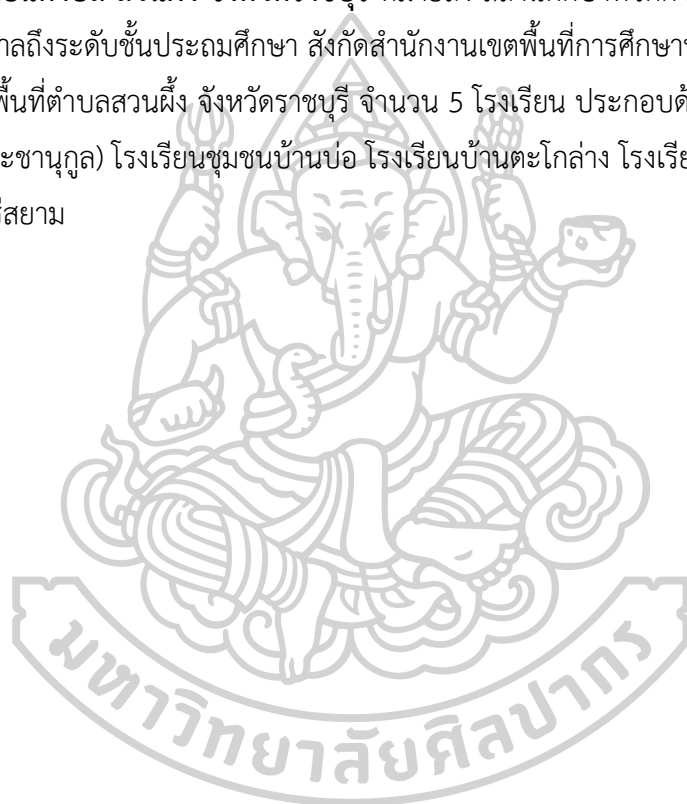 หมายถึง
าลถึงระดับชั้นประถมศึกษา สังกัดสำนักงานเขตพื้นที่การศึกษา
พื้นที่ตำบลสวนผึ้ง จังหวัดราชบุรี จำนวน 5 โรงเรียน ประกอบด้
ะชานุกูล) โรงเรียนชุมชนบ้านบ่อ โรงเรียนบ้านตะโกล่าง โรงเรีย
ีสยาม
มหาวิทยาลัยศิลปากร